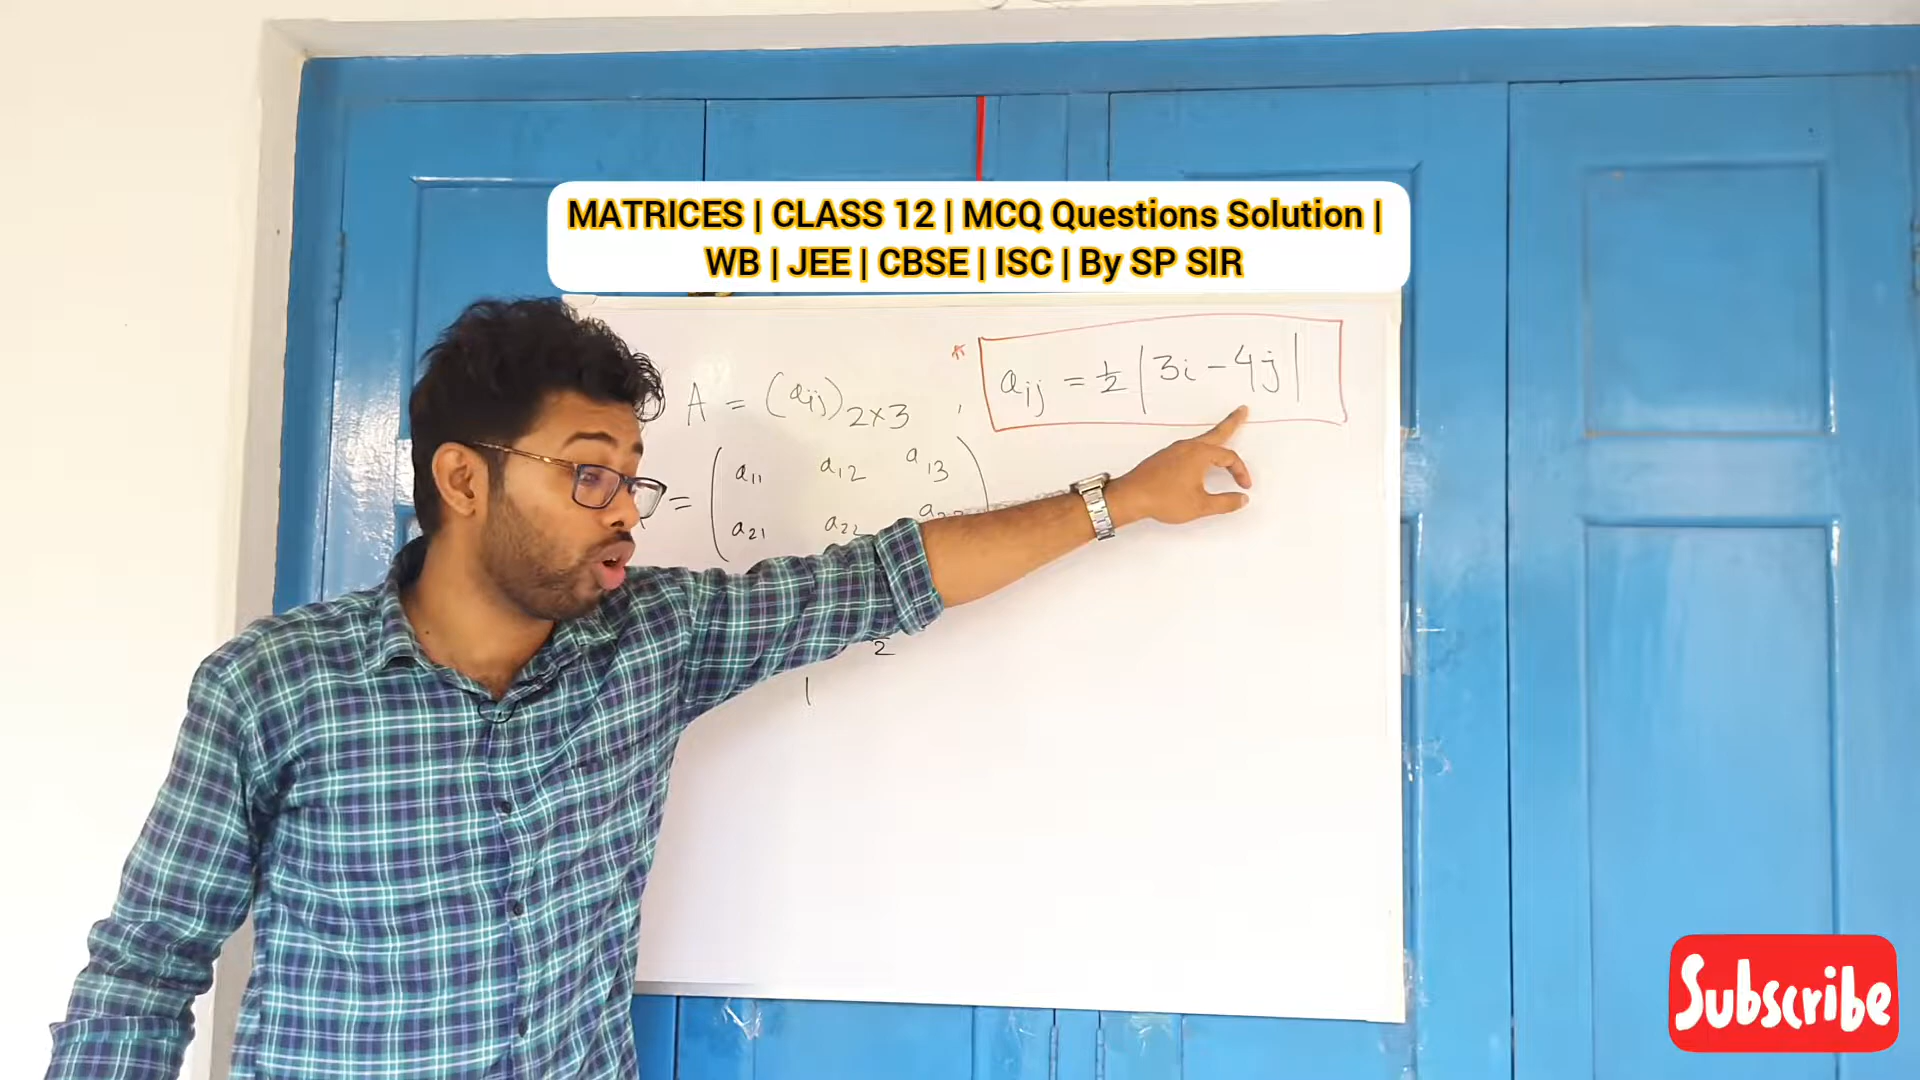 MATRICES | CLASS 12 | MCQ Questions Solution |
WB | JEE | CBSE | ISC | By SP SIR
A = (aij)2×3 , * aij = 1/2 |3i - 4j|
= ( a11 a12 a13
a21 a22
2
Subscribe